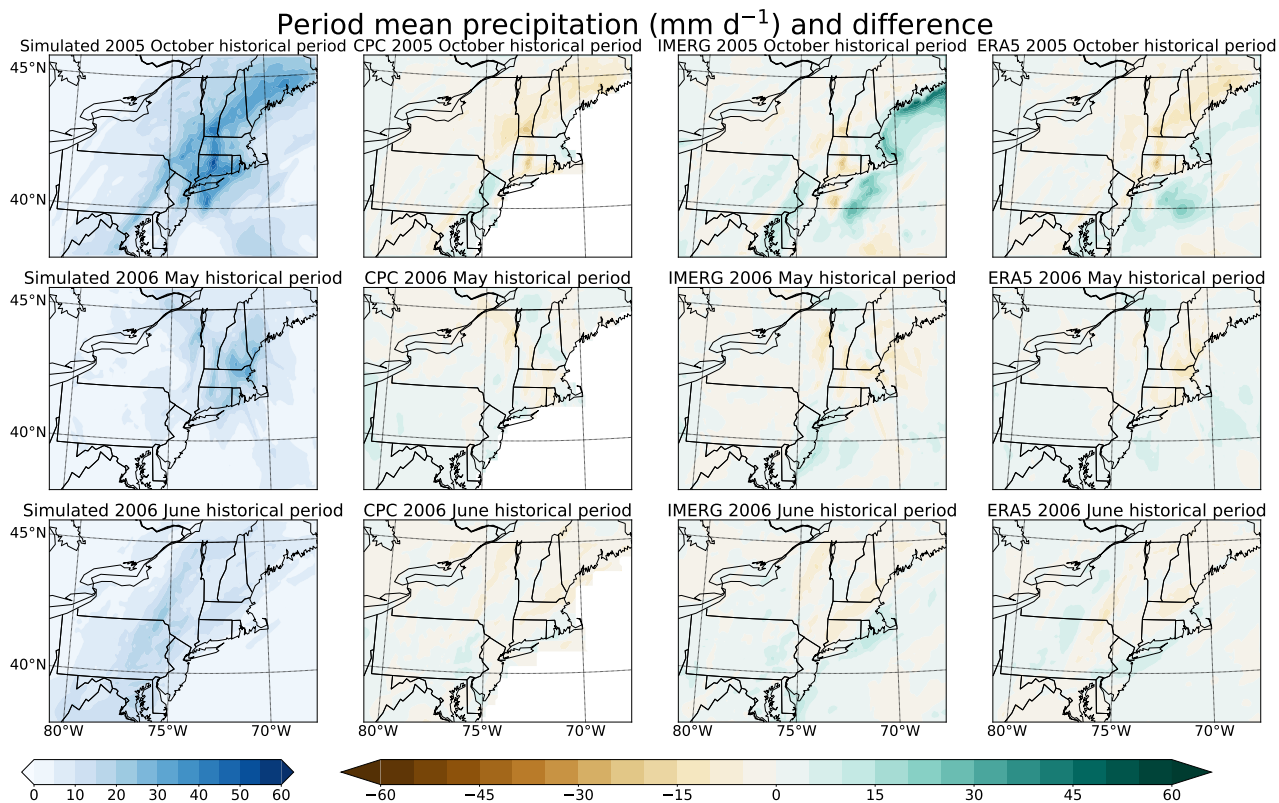 Period mean precipitation (mm d⁻¹) and difference
Simulated 2005 October historical period CPC 2005 October historical period IMERG 2005 October historical period ERA5 2005 October historical period
45°N
40°N
Simulated 2006 May historical period CPC 2006 May historical period IMERG 2006 May historical period ERA5 2006 May historical period
45°N
40°N
Simulated 2006 June historical period CPC 2006 June historical period IMERG 2006 June historical period ERA5 2006 June historical period
45°N
40°N
80°W 75°W 70°W 80°W 75°W 70°W 80°W 75°W 70°W 80°W 75°W 70°W
0 10 20 30 40 50 60 −60 −45 −30 −15 0 15 30 45 60